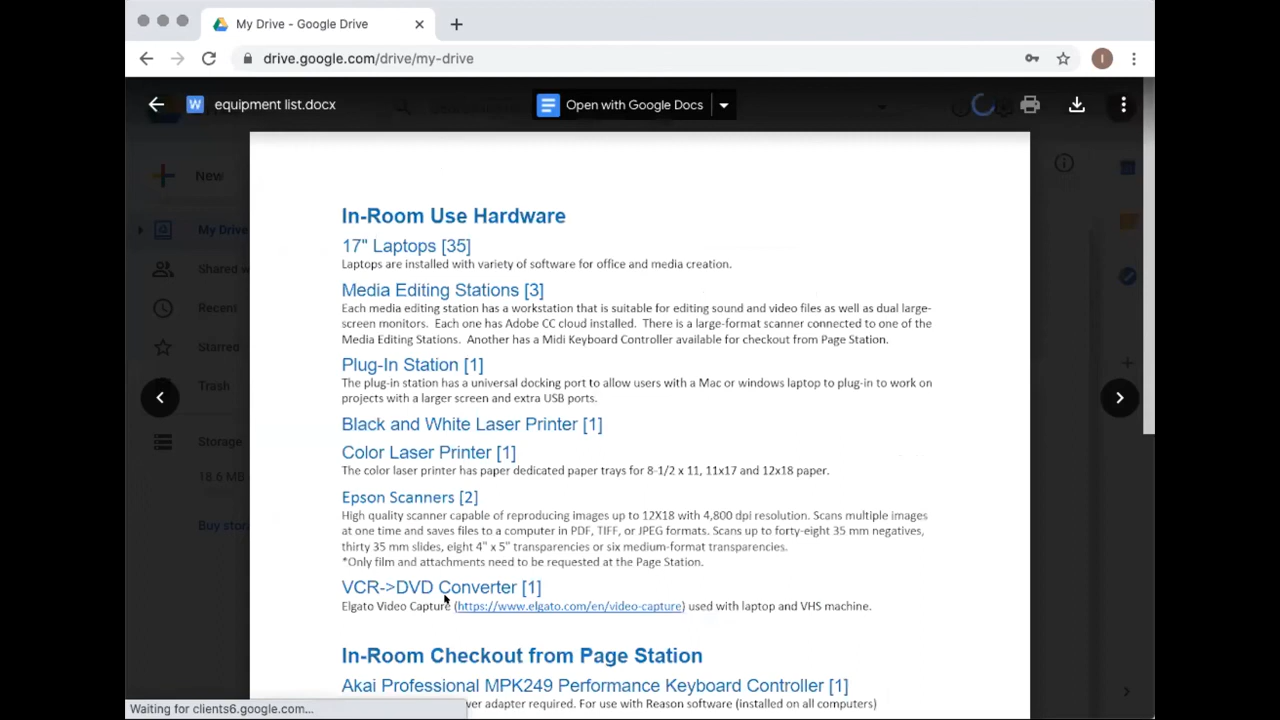 My Drive - Google Drive
drive.google.com/drive/my-drive
I
W equipment list.docx
Open with Google Docs
New
In-Room Use Hardware
17" Laptops [35]
My Drive
Laptops are installed with variety of software for office and media creation.
Shared w
Media Editing Stations [3]
Recent
Each media editing station has a workstation that is suitable for editing sound and video files as well as dual large-
screen monitors. Each one has Adobe CC cloud installed. There is a large-format scanner connected to one of the
Starred
Media Editing Stations. Another has a Midi Keyboard Controller available for checkout from Page Station.
Plug-In Station [1]
Trash
The plug-in station has a universal docking port to allow users with a Mac or windows laptop to plug-in to work on
projects with a larger screen and extra USB ports.
Black and White Laser Printer [1]
Storage
Color Laser Printer [1]
The color laser printer has paper dedicated paper trays for 8-1/2 x 11, 11x17 and 12x18 paper.
18.6 MB
Epson Scanners [2]
High quality scanner capable of reproducing images up to 12X18 with 4,800 dpi resolution. Scans multiple images
Buy stor
at one time and saves files to a computer in PDF, TIFF, or JPEG formats. Scans up to forty-eight 35 mm negatives,
thirty 35 mm slides, eight 4" x 5" transparencies or six medium-format transparencies.
*Only film and attachments need to be requested at the Page Station.
VCR->DVD Converter [1]
Elgato Video Capture (https://www.elgato.com/en/video-capture) used with laptop and VHS machine.
In-Room Checkout from Page Station
Akai Professional MPK249 Performance Keyboard Controller [1]
wer adapter required. For use with Reason software (installed on all computers)
Waiting for clients6.google.com...